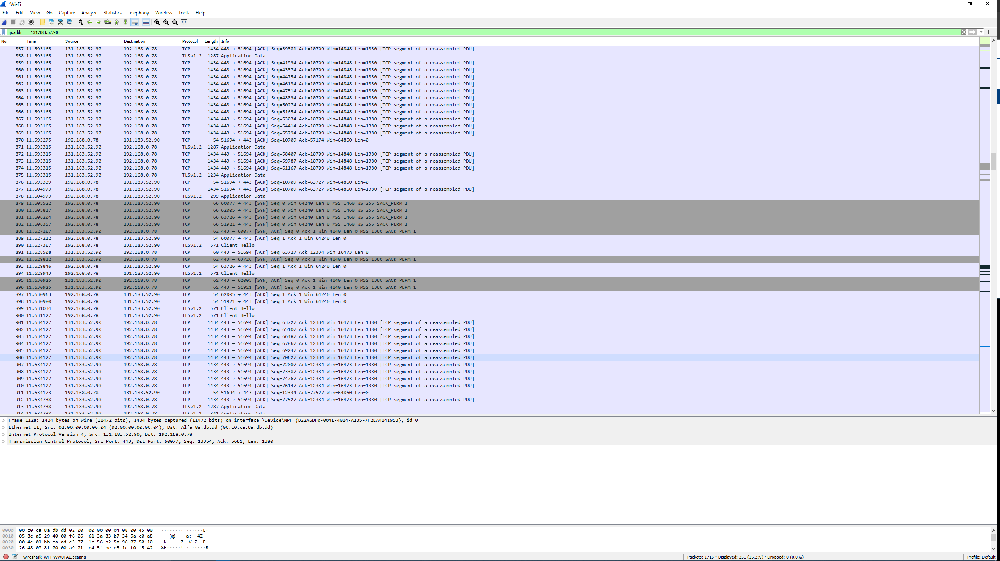 *Wi-Fi
File Edit View Go Capture Analyze Statistics Telephony Wireless Tools Help
ip.addr == 131.183.52.90
No. Time Source Destination Protocol Length Info
857 11.593165 131.183.52.90 192.168.0.78 TCP 1434 443 → 51694 [ACK] Seq=39381 Ack=10709 Win=14848 Len=1380 [TCP segment of a reassembled PDU]
858 11.593165 131.183.52.90 192.168.0.78 TLSv1.2 1287 Application Data
859 11.593165 131.183.52.90 192.168.0.78 TCP 1434 443 → 51694 [ACK] Seq=41994 Ack=10709 Win=14848 Len=1380 [TCP segment of a reassembled PDU]
860 11.593165 131.183.52.90 192.168.0.78 TCP 1434 443 → 51694 [ACK] Seq=43374 Ack=10709 Win=14848 Len=1380 [TCP segment of a reassembled PDU]
861 11.593165 131.183.52.90 192.168.0.78 TCP 1434 443 → 51694 [ACK] Seq=44754 Ack=10709 Win=14848 Len=1380 [TCP segment of a reassembled PDU]
862 11.593165 131.183.52.90 192.168.0.78 TCP 1434 443 → 51694 [ACK] Seq=46134 Ack=10709 Win=14848 Len=1380 [TCP segment of a reassembled PDU]
863 11.593165 131.183.52.90 192.168.0.78 TCP 1434 443 → 51694 [ACK] Seq=47514 Ack=10709 Win=14848 Len=1380 [TCP segment of a reassembled PDU]
864 11.593165 131.183.52.90 192.168.0.78 TCP 1434 443 → 51694 [ACK] Seq=48894 Ack=10709 Win=14848 Len=1380 [TCP segment of a reassembled PDU]
865 11.593165 131.183.52.90 192.168.0.78 TCP 1434 443 → 51694 [ACK] Seq=50274 Ack=10709 Win=14848 Len=1380 [TCP segment of a reassembled PDU]
866 11.593165 131.183.52.90 192.168.0.78 TCP 1434 443 → 51694 [ACK] Seq=51654 Ack=10709 Win=14848 Len=1380 [TCP segment of a reassembled PDU]
867 11.593165 131.183.52.90 192.168.0.78 TCP 1434 443 → 51694 [ACK] Seq=53034 Ack=10709 Win=14848 Len=1380 [TCP segment of a reassembled PDU]
868 11.593165 131.183.52.90 192.168.0.78 TCP 1434 443 → 51694 [ACK] Seq=54414 Ack=10709 Win=14848 Len=1380 [TCP segment of a reassembled PDU]
869 11.593165 131.183.52.90 192.168.0.78 TCP 1434 443 → 51694 [ACK] Seq=55794 Ack=10709 Win=14848 Len=1380 [TCP segment of a reassembled PDU]
870 11.593275 192.168.0.78 131.183.52.90 TCP 54 51694 → 443 [ACK] Seq=10709 Ack=57174 Win=64860 Len=0
871 11.593315 131.183.52.90 192.168.0.78 TLSv1.2 1287 Application Data
872 11.593315 131.183.52.90 192.168.0.78 TCP 1434 443 → 51694 [ACK] Seq=58407 Ack=10709 Win=14848 Len=1380 [TCP segment of a reassembled PDU]
873 11.593315 131.183.52.90 192.168.0.78 TCP 1434 443 → 51694 [ACK] Seq=59787 Ack=10709 Win=14848 Len=1380 [TCP segment of a reassembled PDU]
874 11.593315 131.183.52.90 192.168.0.78 TCP 1434 443 → 51694 [ACK] Seq=61167 Ack=10709 Win=14848 Len=1380 [TCP segment of a reassembled PDU]
875 11.593315 131.183.52.90 192.168.0.78 TLSv1.2 1234 Application Data
876 11.593339 192.168.0.78 131.183.52.90 TCP 54 51694 → 443 [ACK] Seq=10709 Ack=63727 Win=64860 Len=0
877 11.604973 192.168.0.78 131.183.52.90 TCP 1434 51694 → 443 [ACK] Seq=10709 Ack=63727 Win=64860 Len=1380 [TCP segment of a reassembled PDU]
878 11.604973 192.168.0.78 131.183.52.90 TLSv1.2 299 Application Data
879 11.605522 192.168.0.78 131.183.52.90 TCP 66 60077 → 443 [SYN] Seq=0 Win=64240 Len=0 MSS=1460 WS=256 SACK_PERM=1
880 11.605817 192.168.0.78 131.183.52.90 TCP 66 62005 → 443 [SYN] Seq=0 Win=64240 Len=0 MSS=1460 WS=256 SACK_PERM=1
881 11.606204 192.168.0.78 131.183.52.90 TCP 66 63726 → 443 [SYN] Seq=0 Win=64240 Len=0 MSS=1460 WS=256 SACK_PERM=1
882 11.606357 192.168.0.78 131.183.52.90 TCP 66 51921 → 443 [SYN] Seq=0 Win=64240 Len=0 MSS=1460 WS=256 SACK_PERM=1
888 11.627167 131.183.52.90 192.168.0.78 TCP 62 443 → 60077 [SYN, ACK] Seq=0 Ack=1 Win=4140 Len=0 MSS=1380 SACK_PERM=1
889 11.627212 192.168.0.78 131.183.52.90 TCP 54 60077 → 443 [ACK] Seq=1 Ack=1 Win=64240 Len=0
890 11.627367 192.168.0.78 131.183.52.90 TLSv1.2 571 Client Hello
891 11.628508 131.183.52.90 192.168.0.78 TCP 60 443 → 51694 [ACK] Seq=63727 Ack=12334 Win=16473 Len=0
892 11.629812 131.183.52.90 192.168.0.78 TCP 62 443 → 63726 [SYN, ACK] Seq=0 Ack=1 Win=4140 Len=0 MSS=1380 SACK_PERM=1
893 11.629846 192.168.0.78 131.183.52.90 TCP 54 63726 → 443 [ACK] Seq=1 Ack=1 Win=64240 Len=0
894 11.629943 192.168.0.78 131.183.52.90 TLSv1.2 571 Client Hello
895 11.630925 131.183.52.90 192.168.0.78 TCP 62 443 → 62005 [SYN, ACK] Seq=0 Ack=1 Win=4140 Len=0 MSS=1380 SACK_PERM=1
896 11.630925 131.183.52.90 192.168.0.78 TCP 62 443 → 51921 [SYN, ACK] Seq=0 Ack=1 Win=4140 Len=0 MSS=1380 SACK_PERM=1
897 11.630963 192.168.0.78 131.183.52.90 TCP 54 62005 → 443 [ACK] Seq=1 Ack=1 Win=64240 Len=0
898 11.630980 192.168.0.78 131.183.52.90 TCP 54 51921 → 443 [ACK] Seq=1 Ack=1 Win=64240 Len=0
899 11.631034 192.168.0.78 131.183.52.90 TLSv1.2 571 Client Hello
900 11.631127 192.168.0.78 131.183.52.90 TLSv1.2 571 Client Hello
901 11.634127 131.183.52.90 192.168.0.78 TCP 1434 443 → 51694 [ACK] Seq=63727 Ack=12334 Win=16473 Len=1380 [TCP segment of a reassembled PDU]
902 11.634127 131.183.52.90 192.168.0.78 TCP 1434 443 → 51694 [ACK] Seq=65107 Ack=12334 Win=16473 Len=1380 [TCP segment of a reassembled PDU]
903 11.634127 131.183.52.90 192.168.0.78 TCP 1434 443 → 51694 [ACK] Seq=66487 Ack=12334 Win=16473 Len=1380 [TCP segment of a reassembled PDU]
904 11.634127 131.183.52.90 192.168.0.78 TCP 1434 443 → 51694 [ACK] Seq=67867 Ack=12334 Win=16473 Len=1380 [TCP segment of a reassembled PDU]
905 11.634127 131.183.52.90 192.168.0.78 TCP 1434 443 → 51694 [ACK] Seq=69247 Ack=12334 Win=16473 Len=1380 [TCP segment of a reassembled PDU]
906 11.634127 131.183.52.90 192.168.0.78 TCP 1434 443 → 51694 [ACK] Seq=70627 Ack=12334 Win=16473 Len=1380 [TCP segment of a reassembled PDU]
907 11.634127 131.183.52.90 192.168.0.78 TCP 1434 443 → 51694 [ACK] Seq=72007 Ack=12334 Win=16473 Len=1380 [TCP segment of a reassembled PDU]
908 11.634127 131.183.52.90 192.168.0.78 TCP 1434 443 → 51694 [ACK] Seq=73387 Ack=12334 Win=16473 Len=1380 [TCP segment of a reassembled PDU]
909 11.634127 131.183.52.90 192.168.0.78 TCP 1434 443 → 51694 [ACK] Seq=74767 Ack=12334 Win=16473 Len=1380 [TCP segment of a reassembled PDU]
910 11.634127 131.183.52.90 192.168.0.78 TCP 1434 443 → 51694 [ACK] Seq=76147 Ack=12334 Win=16473 Len=1380 [TCP segment of a reassembled PDU]
911 11.634173 192.168.0.78 131.183.52.90 TCP 54 51694 → 443 [ACK] Seq=12334 Ack=77527 Win=64860 Len=0
912 11.634738 131.183.52.90 192.168.0.78 TCP 1434 443 → 51694 [ACK] Seq=77527 Ack=12334 Win=16473 Len=1380 [TCP segment of a reassembled PDU]
913 11.634738 131.183.52.90 192.168.0.78 TLSv1.2 1287 Application Data
914 11.634738 131.183.52.90 192.168.0.78 TLSv1.2 341 Application Data
Frame 1128: 1434 bytes on wire (11472 bits), 1434 bytes captured (11472 bits) on interface \Device\NPF_{B22A6DF0-004E-4014-A135-7F2EA4B4195B}, id 0
Ethernet II, Src: 02:00:00:00:00:04 (02:00:00:00:00:04), Dst: Alfa_8a:db:dd (00:c0:ca:8a:db:dd)
Internet Protocol Version 4, Src: 131.183.52.90, Dst: 192.168.0.78
Transmission Control Protocol, Src Port: 443, Dst Port: 60077, Seq: 13354, Ack: 5661, Len: 1380
0000 00 c0 ca 8a db dd 02 00 00 00 00 04 08 00 45 00 ········ ······E·
0010 05 8c a5 29 40 00 f6 06 61 3a 83 b7 34 5a c0 a8 ···)@··· a:··4Z··
0020 00 4e 01 bb ea ad e3 37 1c 56 b2 5a 96 07 50 10 ·N·····7 ·V·Z··P·
0030 26 48 09 81 00 00 a9 21 e4 5f be e5 1d f0 f5 42 &H·····! ·_·····B
wireshark_Wi-FiWW0TA1.pcapng Packets: 1716 · Displayed: 261 (15.2%) · Dropped: 0 (0.0%) Profile: Default